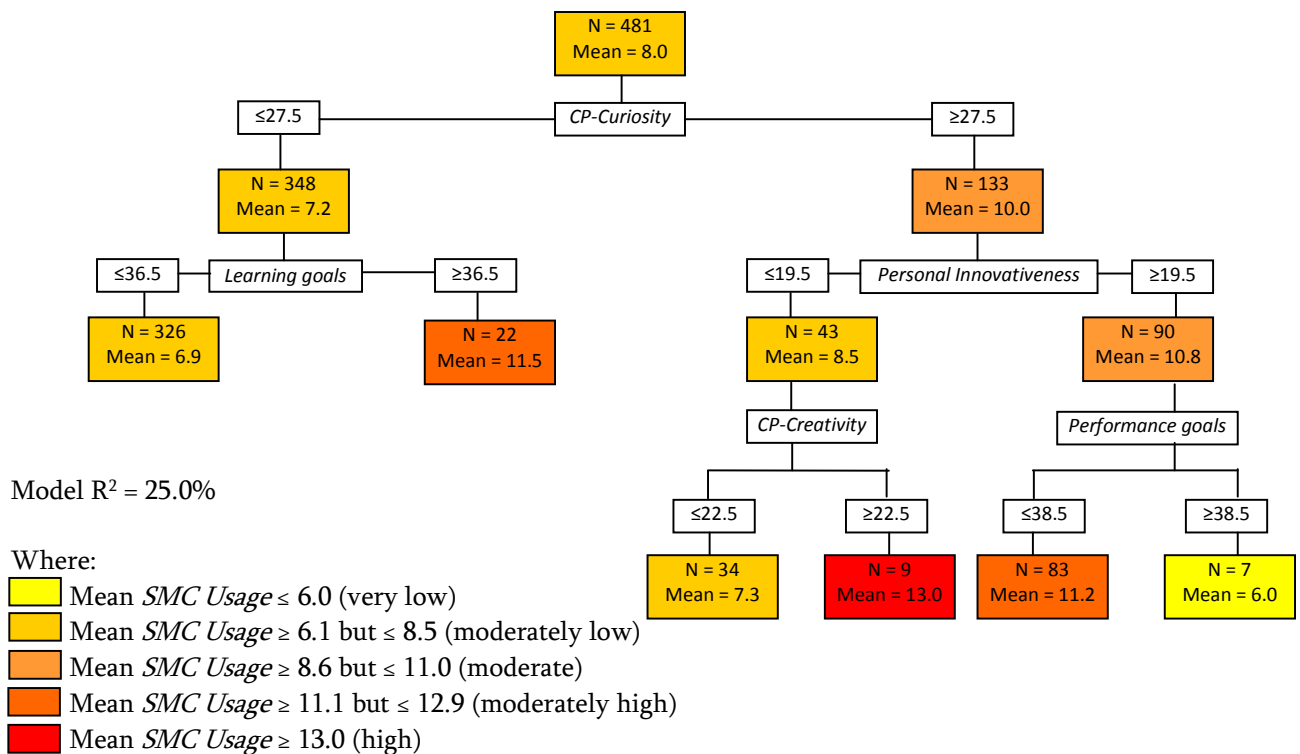 N = 481
Mean = 8.0
≤27.5
CP-Curiosity
≥27.5
N = 348
Mean = 7.2
N = 133
Mean = 10.0
≤36.5
Learning goals
≥36.5
≤19.5
Personal Innovativeness
≥19.5
N = 326
Mean = 6.9
N = 22
Mean = 11.5
N = 43
Mean = 8.5
N = 90
Mean = 10.8
CP-Creativity
Performance goals
≤22.5
≥22.5
≤38.5
≥38.5
N = 34
Mean = 7.3
N = 9
Mean = 13.0
N = 83
Mean = 11.2
N = 7
Mean = 6.0
Model R² = 25.0%
Where:
Mean SMC Usage ≤ 6.0 (very low)
Mean SMC Usage ≥ 6.1 but ≤ 8.5 (moderately low)
Mean SMC Usage ≥ 8.6 but ≤ 11.0 (moderate)
Mean SMC Usage ≥ 11.1 but ≤ 12.9 (moderately high)
Mean SMC Usage ≥ 13.0 (high)